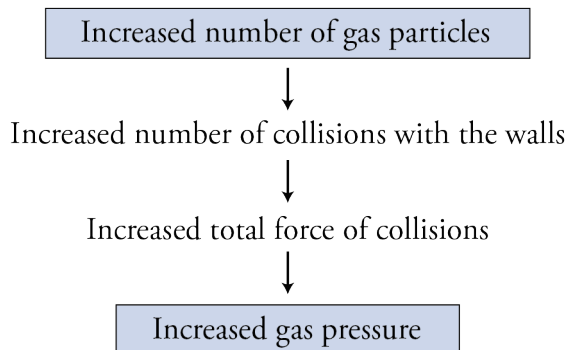 Increased number of gas particles
Increased number of collisions with the walls
Increased total force of collisions
Increased gas pressure